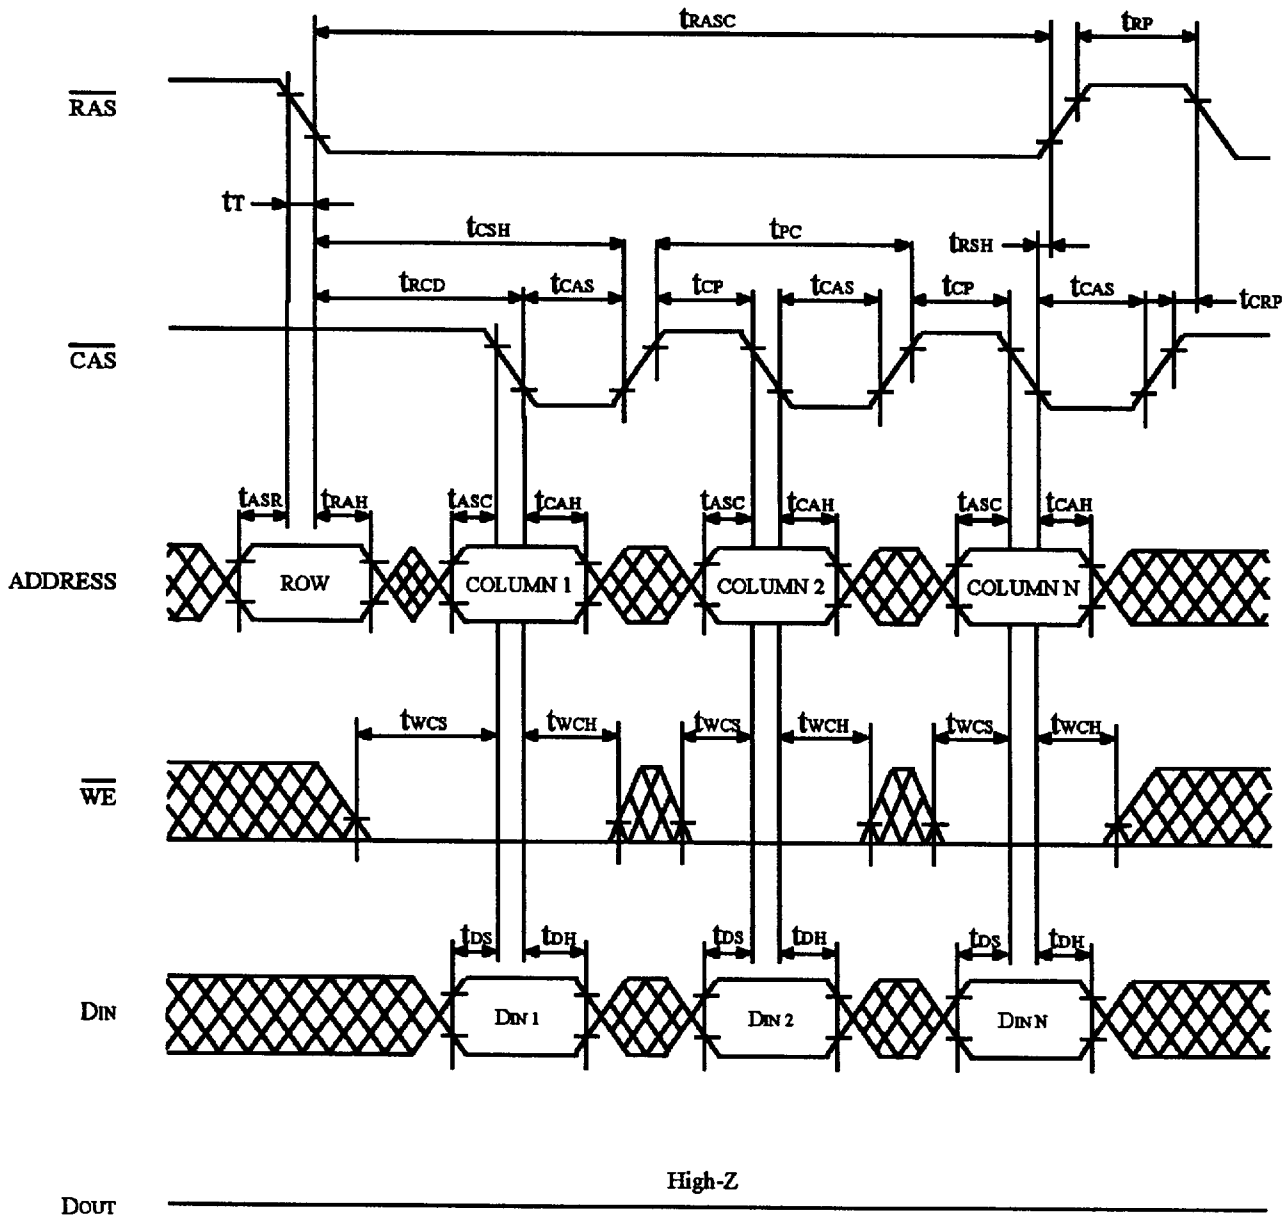 tRASC tRP
RAS
tT
tCSH tPC tRSH
tRCD tCAS tCP tCAS tCP tCAS tCRP
CAS
tASR tRAH tASC tCAH tASC tCAH tASC tCAH
ADDRESS ROW COLUMN 1 COLUMN 2 COLUMN N
tWCS tWCH tWCS tWCH tWCS tWCH
WE
tDS tDH tDS tDH tDS tDH
DIN DIN 1 DIN 2 DIN N
High-Z
DOUT